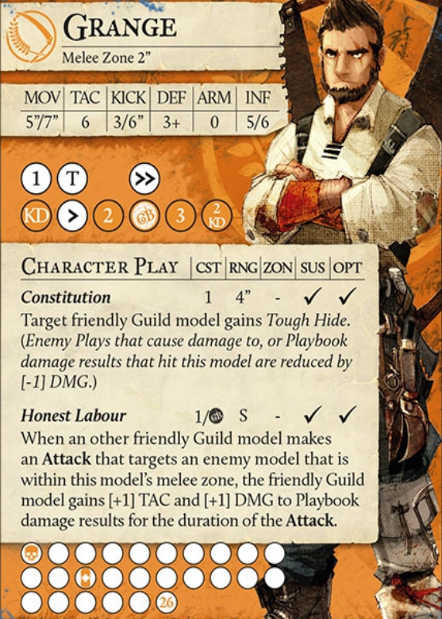 GRANGE
Melee Zone 2"
MOV TAC KICK DEF ARM INF
5"/7" 6 3/6" 3+ 0 5/6
1 T >>
KD > 2 GB 3 2 KD
CHARACTER PLAY CST RNG ZON SUS OPT
Constitution 1 4" - ✓ ✓
Target friendly Guild model gains Tough Hide.
(Enemy Plays that cause damage to, or Playbook
damage results that hit this model are reduced by
[-1] DMG.)
Honest Labour 1/GB S - ✓ ✓
When an other friendly Guild model makes
an Attack that targets an enemy model that is
within this model's melee zone, the friendly Guild
model gains [+1] TAC and [+1] DMG to Playbook
damage results for the duration of the Attack.
26